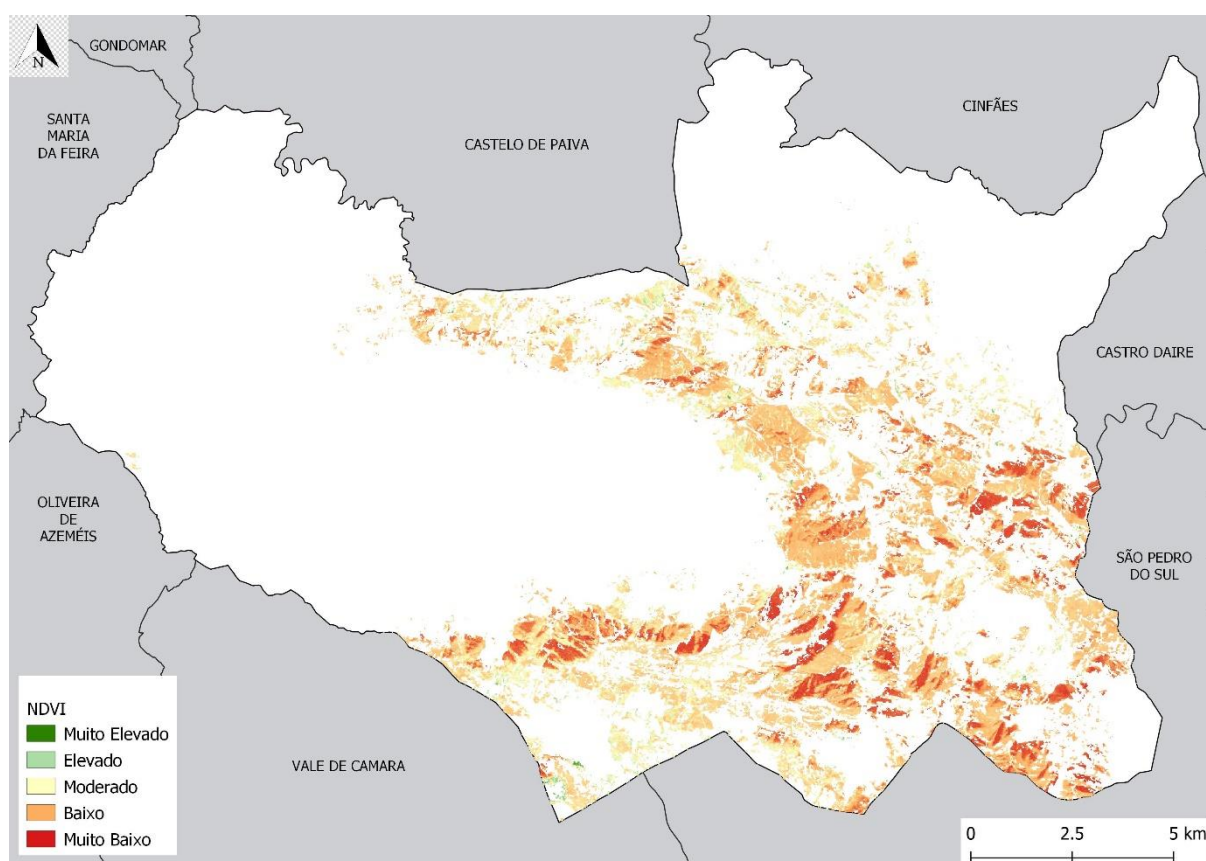 N
GONDOMAR
SANTA
MARIA
DA FEIRA
CASTELO DE PAIVA
CINFÃES
CASTRO DAIRE
OLIVEIRA
DE
AZEMÉIS
SÃO PEDRO
DO SUL
VALE DE CAMARA
NDVI
Muito Elevado
Elevado
Moderado
Baixo
Muito Baixo
0 2.5 5 km